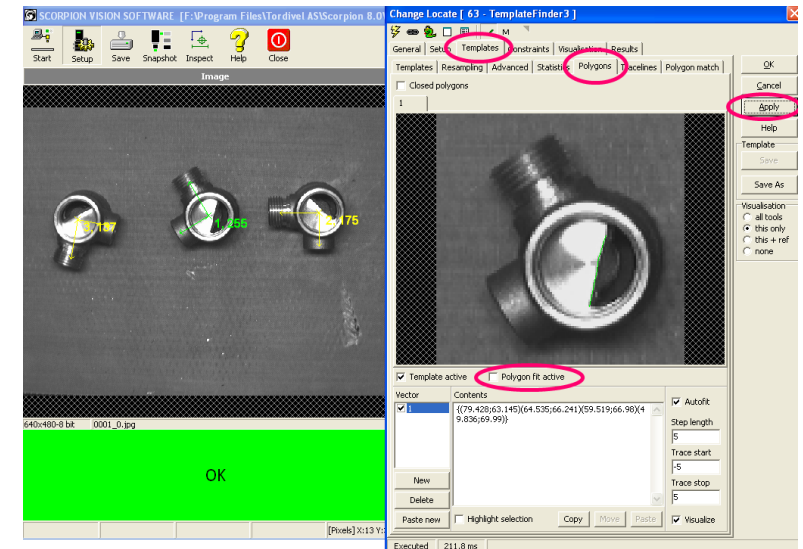 SCORPION VISION SOFTWARE [F:\Program Files\Tordivel AS\Scorpion 8.0\
Start Setup Save Snapshot Inspect Help Close
Image
3,187
1,255
175
640x480-8 bit 0001_0.jpg
OK
[Pixels] X:13 Y:
Change Locate [ 63 - TemplateFinder3 ]
M
General Setup Templates Constraints Visualisation Results
Templates Resampling Advanced Statistics Polygons Tracelines Polygon match
Closed polygons
1
Template active Polygon fit active
Vector Contents
1 {(79.428;63.145)(64.535;66.241)(59.519;66.98)(4
9.836;69.99)}
Autofit
Step length
5
Trace start
-5
Trace stop
5
Visualize
New
Delete
Paste new Highlight selection Copy Move Paste
Executed 211.8 ms
OK
Cancel
Apply
Help
Template
Save
Save As
Visualisation
all tools
this only
this + ref
none